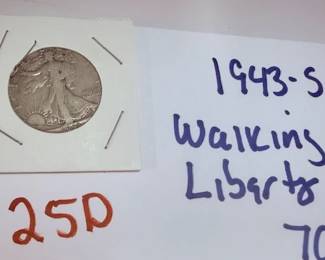 1943-S
Walking
Liberty
70
25D